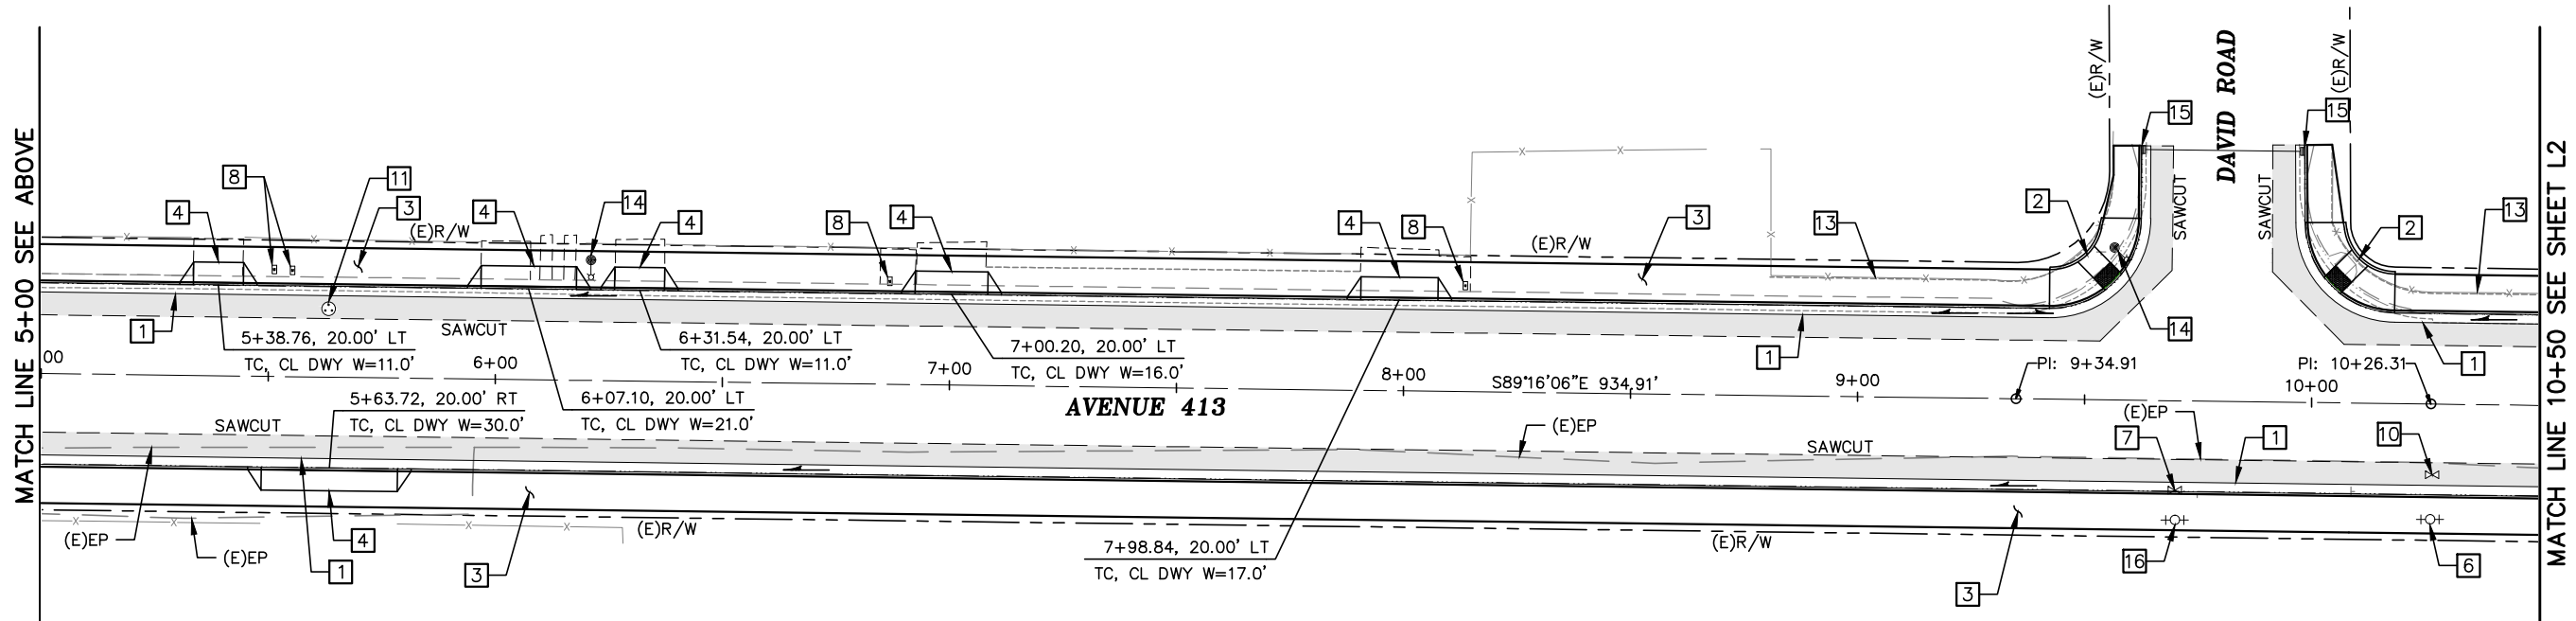 MATCH LINE 5+00 SEE ABOVE
(E)R/W
(E)R/W
DAVID ROAD
15
15
8
11
4
3
4
14
4
8
4
4
8
3
13
2
2
13
(E)R/W
(E)R/W
SAWCUT
SAWCUT
1
SAWCUT
14
1
1
5+38.76, 20.00' LT
TC, CL DWY W=11.0'
6+31.54, 20.00' LT
TC, CL DWY W=11.0'
7+00.20, 20.00' LT
TC, CL DWY W=16.0'
00
6+00
7+00
8+00
S89°16'06"E 934.91'
9+00
PI: 9+34.91
PI: 10+26.31
10+00
5+63.72, 20.00' RT
TC, CL DWY W=30.0'
6+07.10, 20.00' LT
TC, CL DWY W=21.0'
AVENUE 413
SAWCUT
(E)EP
SAWCUT
(E)EP
7
1
10
(E)EP
(E)EP
4
1
3
(E)R/W
7+98.84, 20.00' LT
TC, CL DWY W=17.0'
(E)R/W
3
16
6
MATCH LINE 10+50 SEE SHEET L2